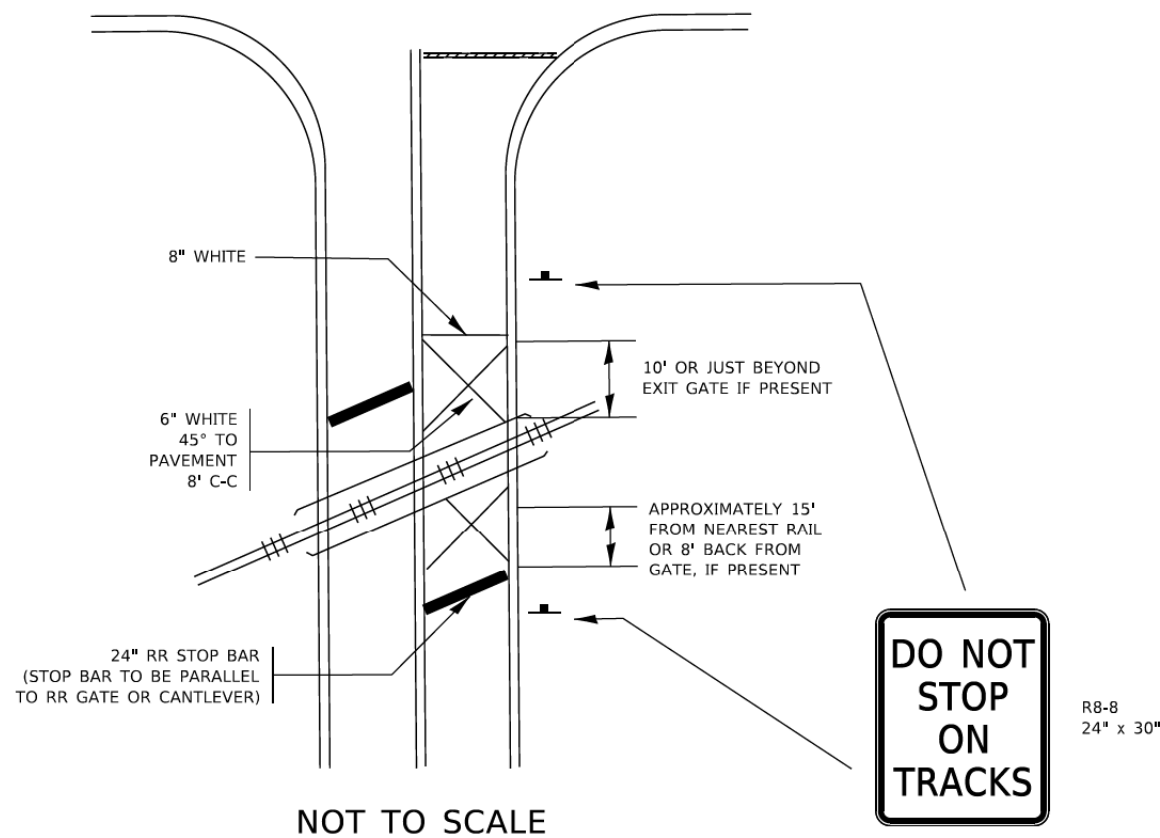 8" WHITE
10' OR JUST BEYOND
EXIT GATE IF PRESENT
6" WHITE
45° TO
PAVEMENT
8' C-C
APPROXIMATELY 15'
FROM NEAREST RAIL
OR 8' BACK FROM
GATE, IF PRESENT
24" RR STOP BAR
(STOP BAR TO BE PARALLEL
TO RR GATE OR CANTLEVER)
DO NOT
STOP
ON
TRACKS
R8-8
24" x 30"
NOT TO SCALE